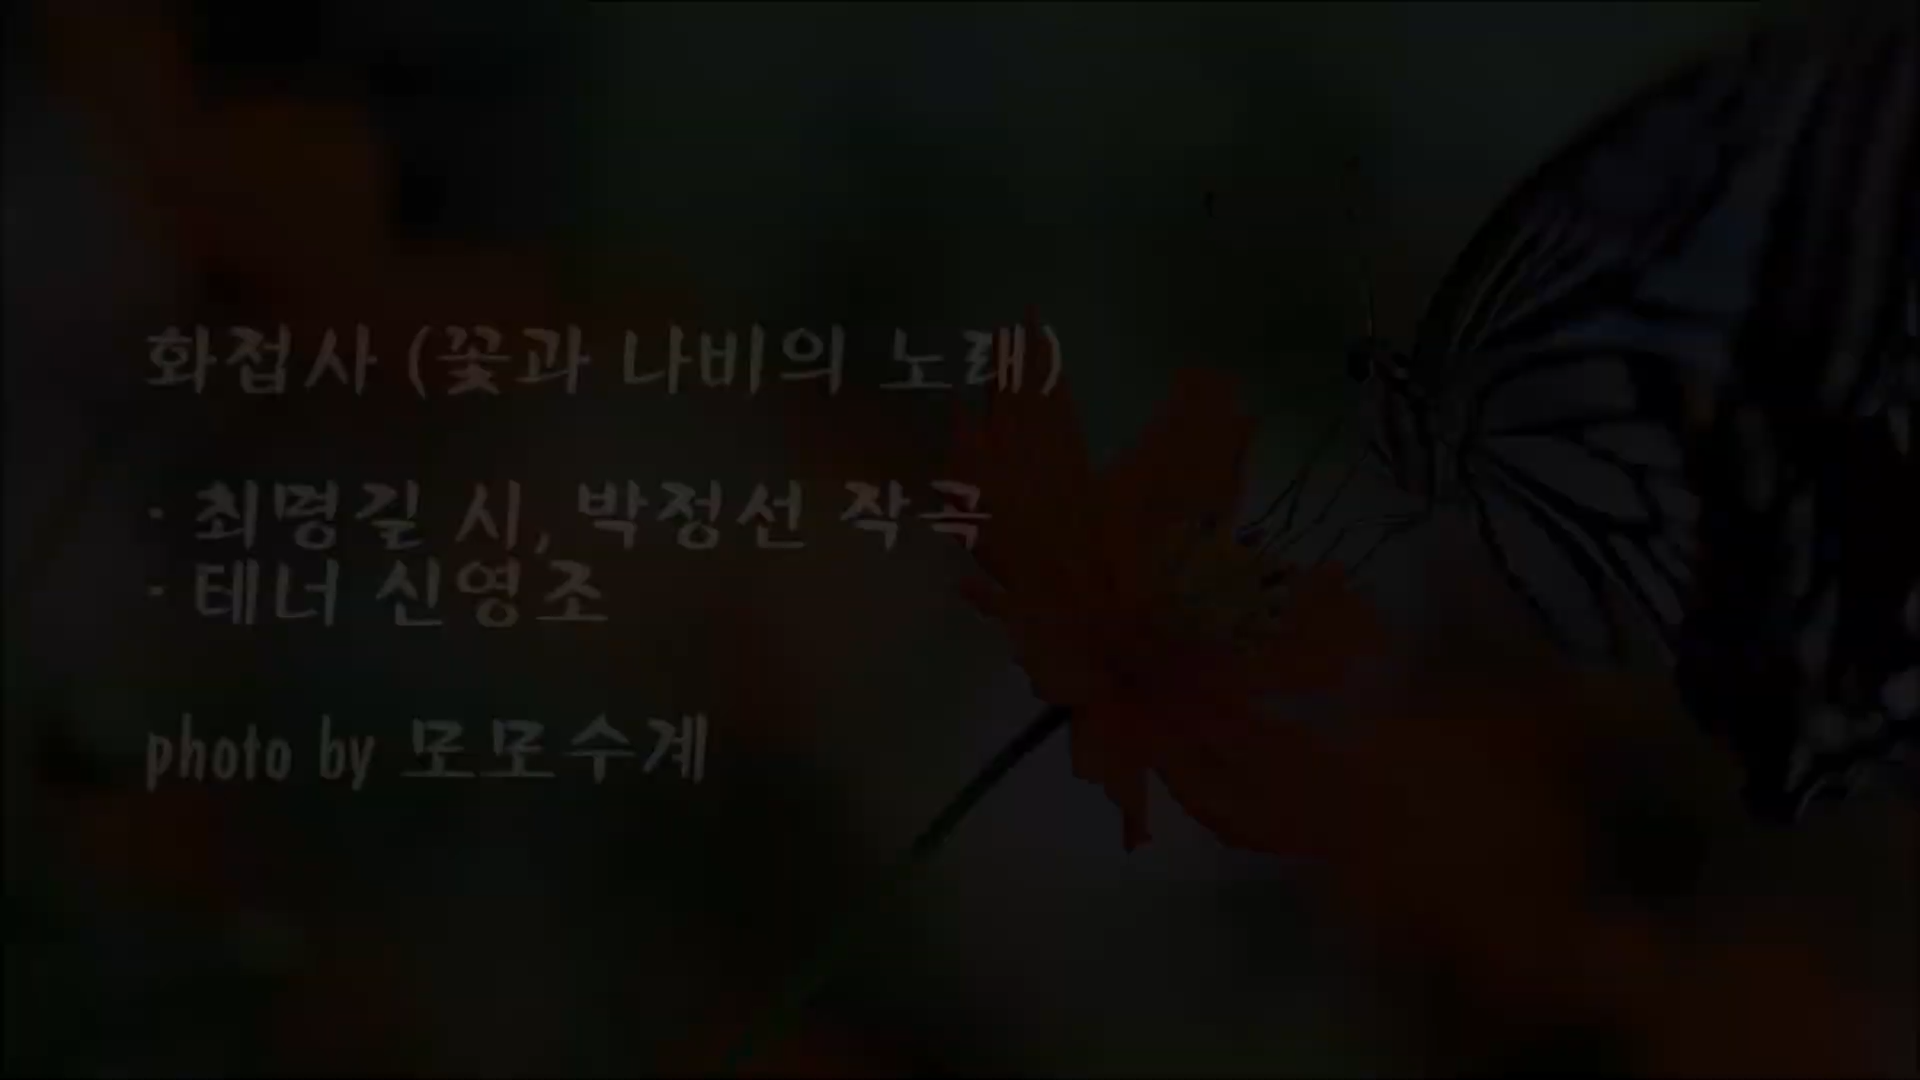 화접사 (꽃과 나비의 노래)
- 최명길 시, 박정선 작곡
- 테너 신영조
photo by 모모수계